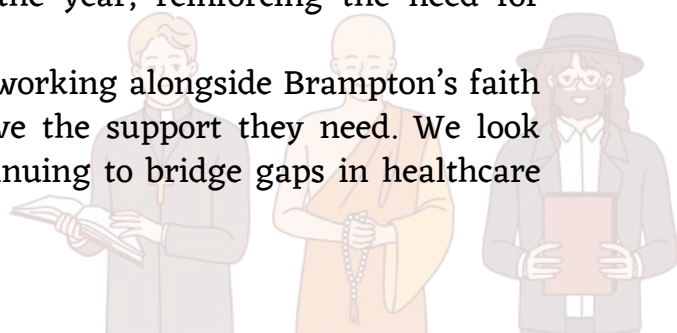 the year, reinforcing the need for
working alongside Brampton’s faith
ve the support they need. We look
nuing to bridge gaps in healthcare